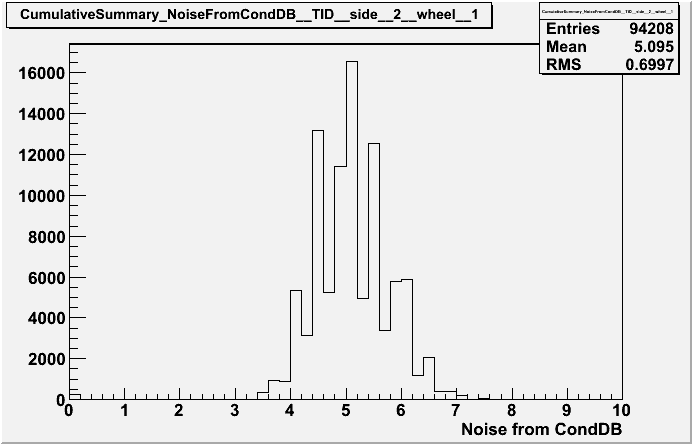 CumulativeSummary_NoiseFromCondDB__TID__side__2__wheel__1
CumulativeSummary_NoiseFromCondDB__TID__side__2__wheel__1
Entries 94208
Mean 5.095
RMS 0.6997
16000
14000
12000
10000
8000
6000
4000
2000
0
0 1 2 3 4 5 6 7 8 9 10
Noise from CondDB